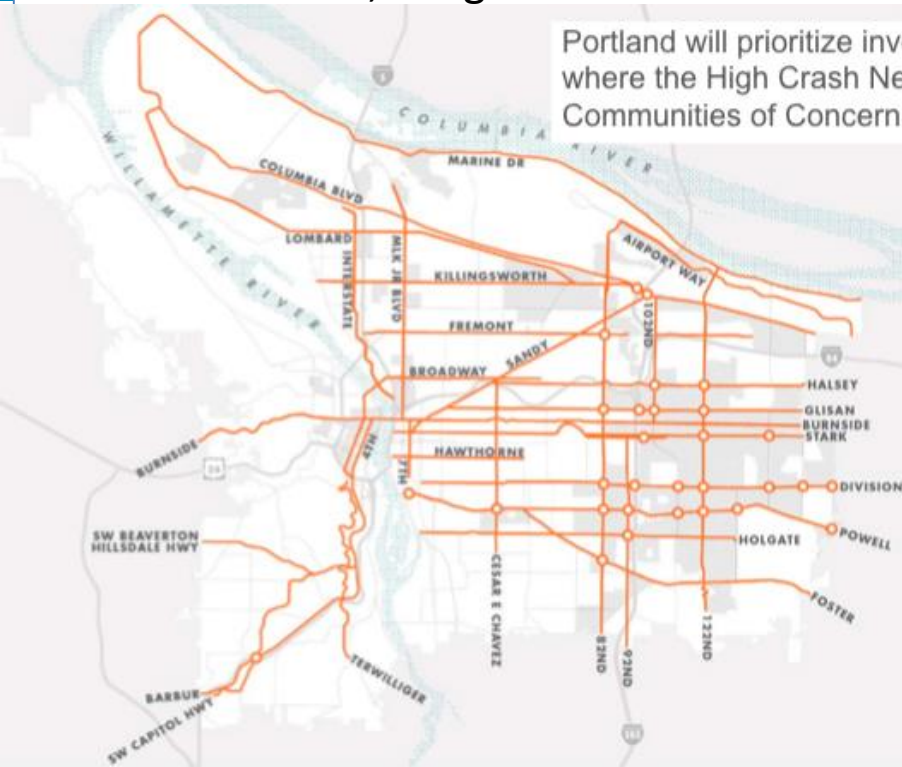 Portland will prioritize inv
where the High Crash Ne
Communities of Concern
COLUMBIA RIVER
MARINE DR
WILLAMETTE RIVER
COLUMBIA BLVD
LOMBARD
INTERSTATE
MLK JR BLVD
AIRPORT WAY
KILLINGSWORTH
102ND
FREMONT
SANDY
BROADWAY
HALSEY
GLISAN
BURNSIDE
STARK
BURNSIDE
4TH
7TH
HAWTHORNE
DIVISION
SW BEAVERTON
HILLSDALE HWY
HOLGATE
POWELL
CESAR E CHAVEZ
FOSTER
82ND
92ND
122ND
TERWILLIGER
BARBUR
SW CAPITOL HWY